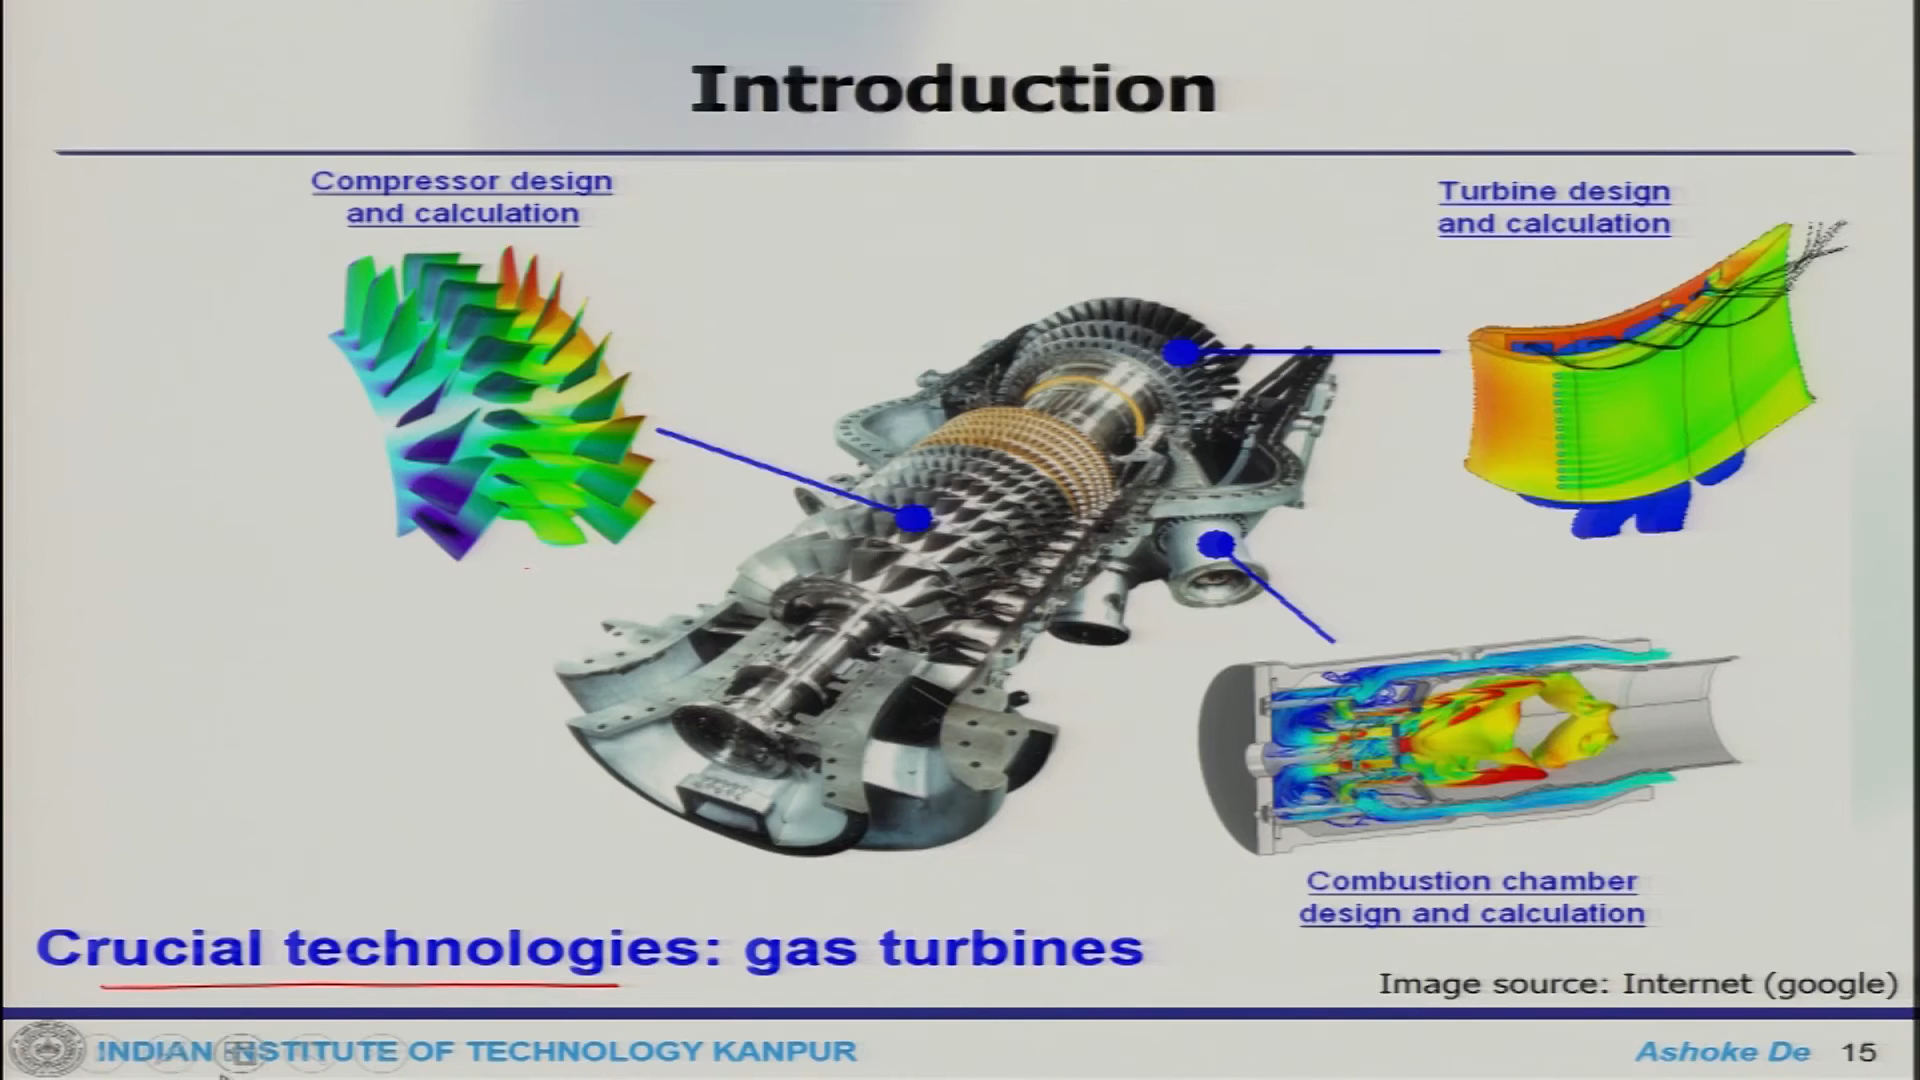 Introduction
Compressor design
and calculation
Turbine design
and calculation
Combustion chamber
design and calculation
Crucial technologies: gas turbines
Image source: Internet (google)
INDIAN INSTITUTE OF TECHNOLOGY KANPUR
Ashoke De 15